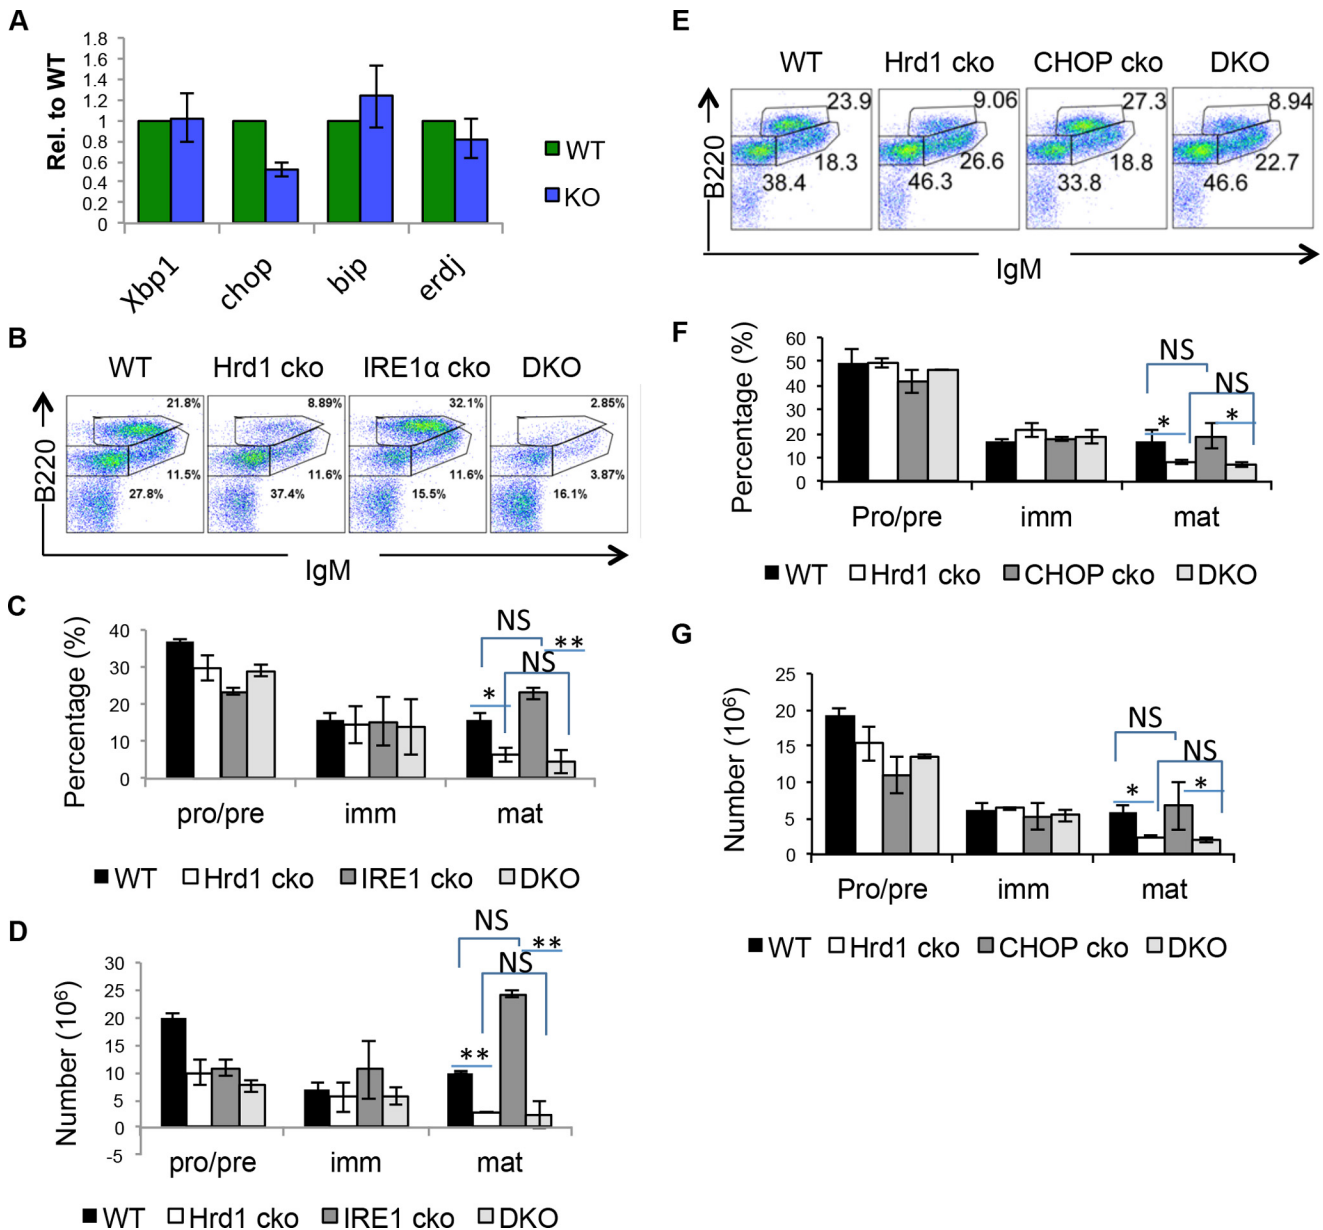 A
Rel. to WT
1.8
1.6
1.4
1.2
1
0.8
0.6
0.4
0.2
0
Xbp1 chop bip erdj
WT
KO
B
WT Hrd1 cko IRE1α cko DKO
21.8% 8.89% 32.1% 2.85%
11.5% 11.6% 11.6% 3.87%
27.8% 37.4% 15.5% 16.1%
B220
IgM
C
Percentage (%)
40
30
20
10
0
NS
**
NS
*
pro/pre imm mat
WT Hrd1 cko IRE1 cko DKO
D
Number (10⁶)
30
25
20
15
10
5
0
-5
NS
**
NS
**
pro/pre imm mat
WT Hrd1 cko IRE1 cko DKO
E
WT Hrd1 cko CHOP cko DKO
23.9 9.06 27.3 8.94
18.3 26.6 18.8 22.7
38.4 46.3 33.8 46.6
B220
IgM
F
Percentage (%)
60
50
40
30
20
10
0
NS
NS
* *
Pro/pre imm mat
WT Hrd1 cko CHOP cko DKO
G
Number (10⁶)
25
20
15
10
5
0
NS
NS
* *
Pro/pre imm mat
WT Hrd1 cko CHOP cko DKO